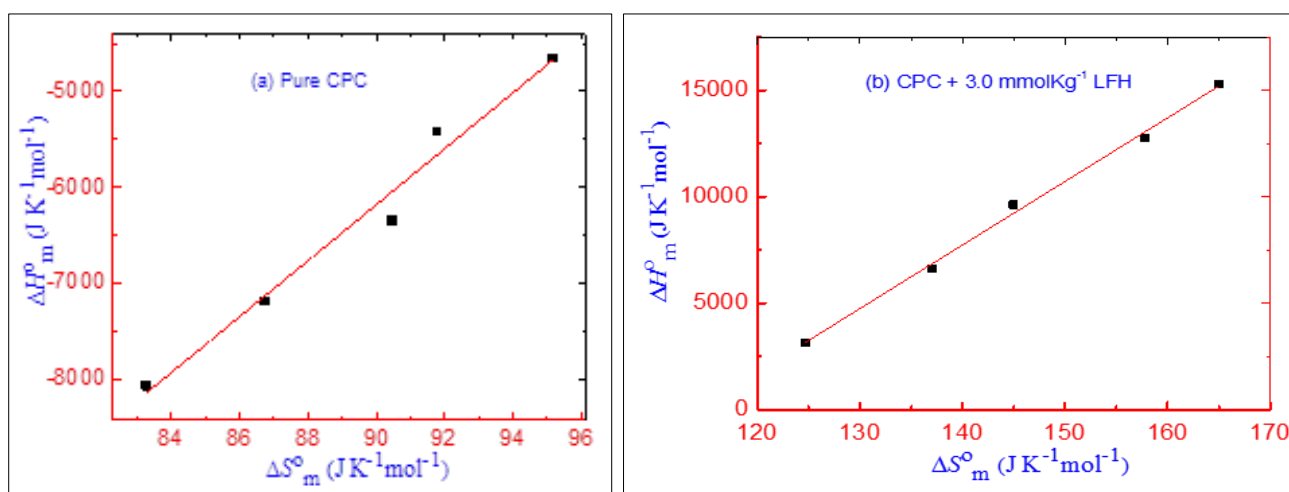 (a) Pure CPC
-5000
-6000
-7000
-8000
84 86 88 90 92 94 96
ΔH°m (J K-1mol-1)
ΔS°m (J K-1mol-1)
(b) CPC + 3.0 mmolKg-1 LFH
15000
10000
5000
0
120 130 140 150 160 170
ΔH°m (J K-1mol-1)
ΔS°m (J K-1mol-1)